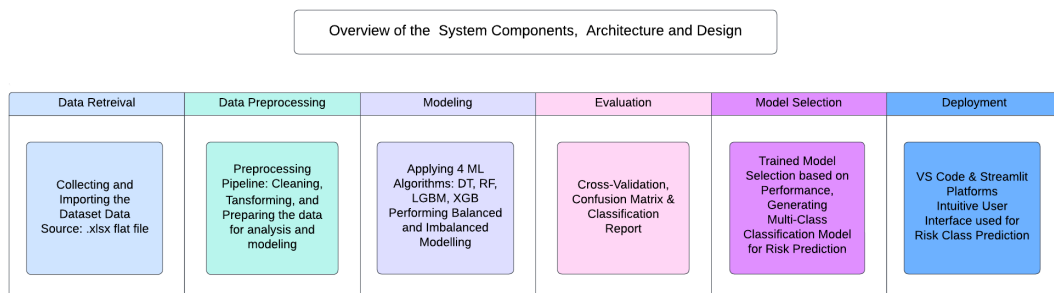 Overview of the System Components, Architecture and Design
Data Retreival
Data Preprocessing
Modeling
Evaluation
Model Selection
Deployment
Collecting and
Importing the
Dataset Data
Source: .xlsx flat file
Preprocessing
Pipeline: Cleaning,
Tansforming, and
Preparing the data
for analysis and
modeling
Applying 4 ML
Algorithms: DT, RF,
LGBM, XGB
Performing Balanced
and Imbalanced
Modelling
Cross-Validation,
Confusion Matrix &
Classification
Report
Trained Model
Selection based on
Performance,
Generating
Multi-Class
Classification Model
for Risk Prediction
VS Code & Streamlit
Platforms
Intuitive User
Interface used for
Risk Class Prediction